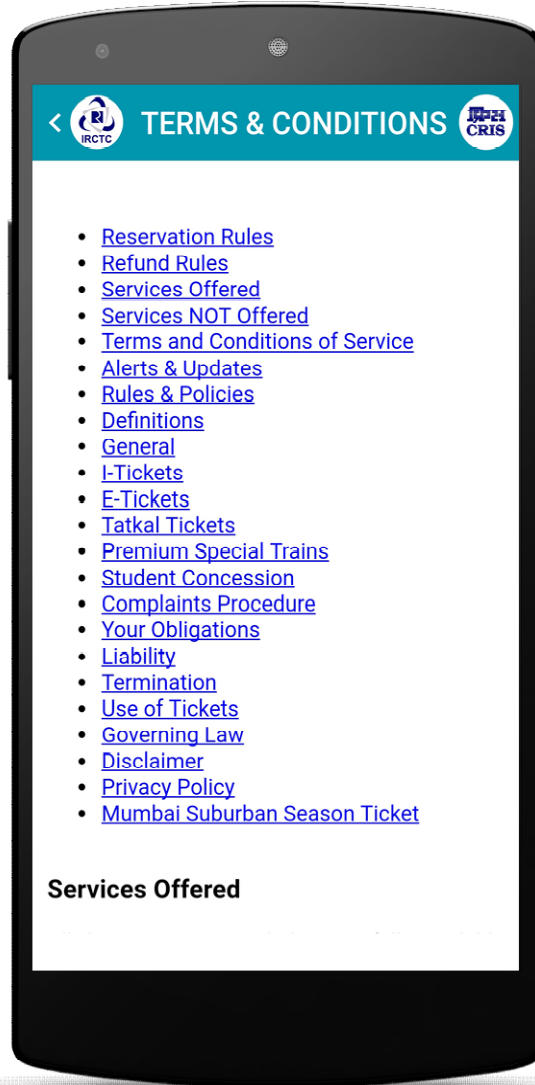 <
IRCTC
TERMS & CONDITIONS
क्रिस
CRIS
• Reservation Rules
• Refund Rules
• Services Offered
• Services NOT Offered
• Terms and Conditions of Service
• Alerts & Updates
• Rules & Policies
• Definitions
• General
• I-Tickets
• E-Tickets
• Tatkal Tickets
• Premium Special Trains
• Student Concession
• Complaints Procedure
• Your Obligations
• Liability
• Termination
• Use of Tickets
• Governing Law
• Disclaimer
• Privacy Policy
• Mumbai Suburban Season Ticket
Services Offered